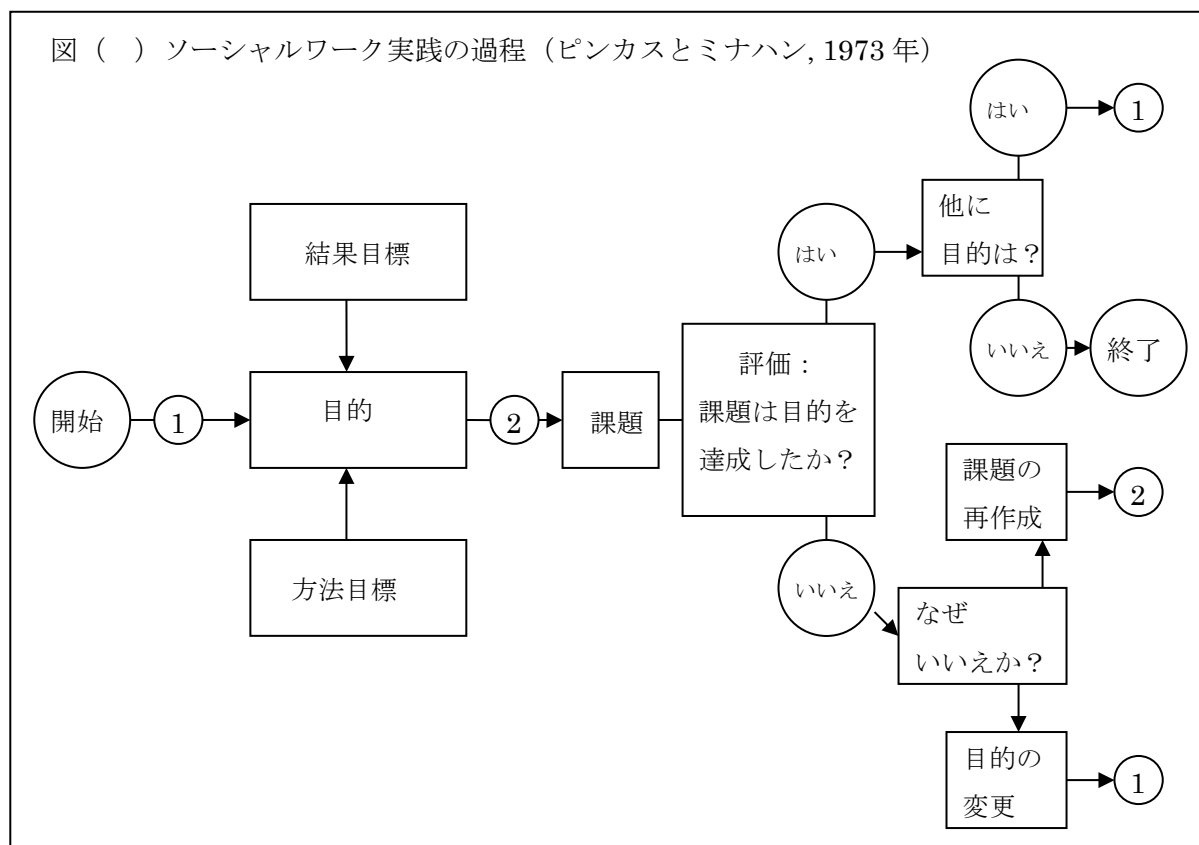 図（　）ソーシャルワーク実践の過程（ピンカスとミナハン, 1973 年）
はい
1
他に
目的は？
いいえ
終了
はい
結果目標
開始
1
目的
2
課題
評価：
課題は目的を
達成したか？
方法目標
いいえ
なぜ
いいえか？
課題の
再作成
2
目的の
変更
1